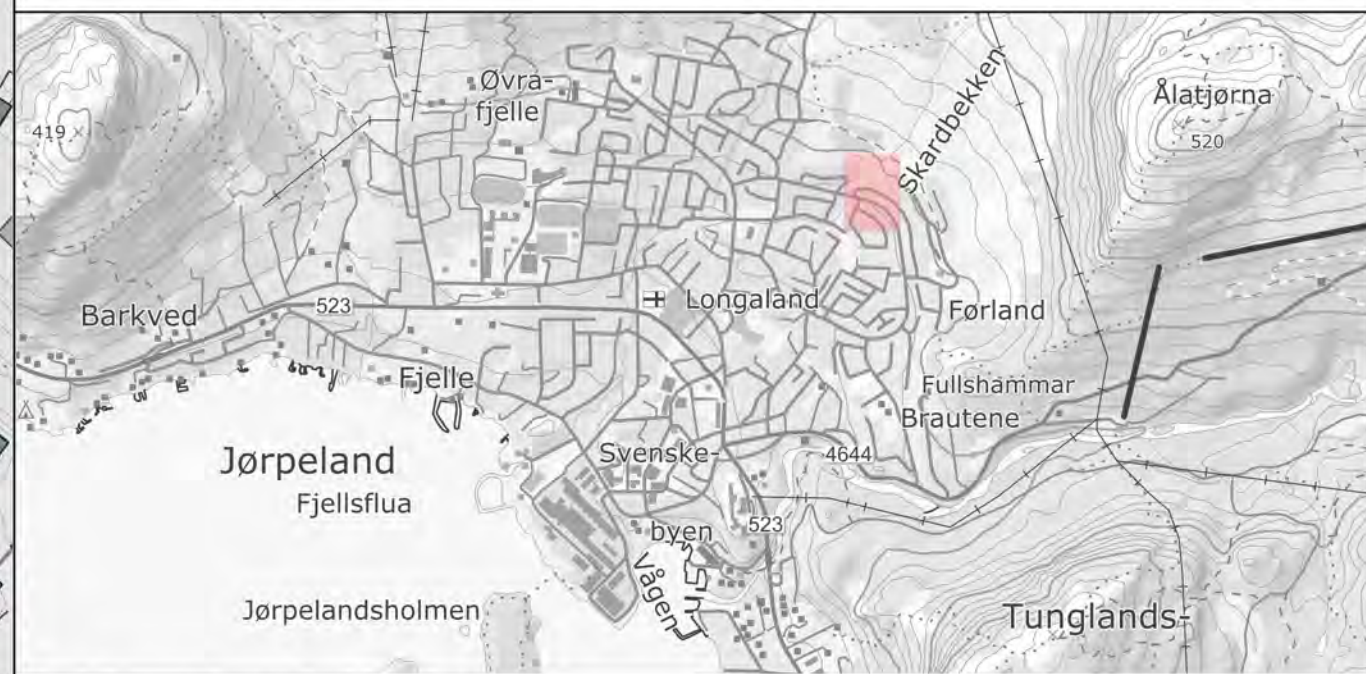 Øvra-
fjelle
Skardbekken
Ålatjørna
520
419
Barkved
523
Longaland
Førland
Fjelle
Fullshammar
Brautene
Jørpeland
Svenske-
4644
Fjellsflua
byen
523
Vågen
Jørpelandsholmen
Tunglands-